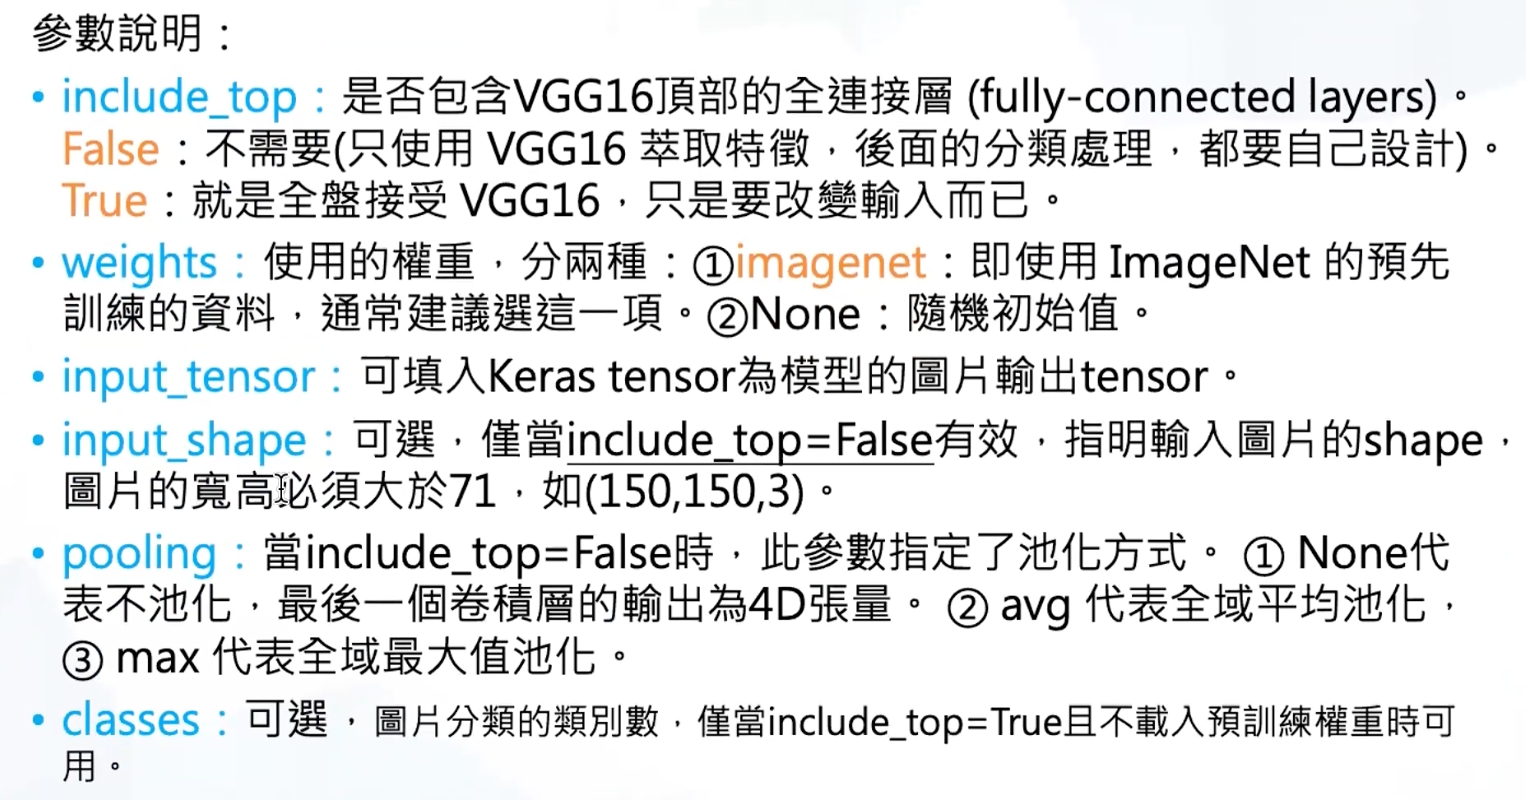 參數說明：
• include_top：是否包含VGG16頂部的全連接層 (fully-connected layers)。
False：不需要(只使用 VGG16 萃取特徵，後面的分類處理，都要自己設計)。
True：就是全盤接受 VGG16，只是要改變輸入而已。
• weights：使用的權重，分兩種：①imagenet：即使用 ImageNet 的預先
訓練的資料，通常建議選這一項。②None：隨機初始值。
• input_tensor：可填入Keras tensor為模型的圖片輸出tensor。
• input_shape：可選，僅當include_top=False有效，指明輸入圖片的shape，
圖片的寬高必須大於71，如(150,150,3)。
• pooling：當include_top=False時，此參數指定了池化方式。 ① None代
表不池化，最後一個卷積層的輸出為4D張量。 ② avg 代表全域平均池化，
③ max 代表全域最大值池化。
• classes：可選，圖片分類的類別數，僅當include_top=True且不載入預訓練權重時可
用。